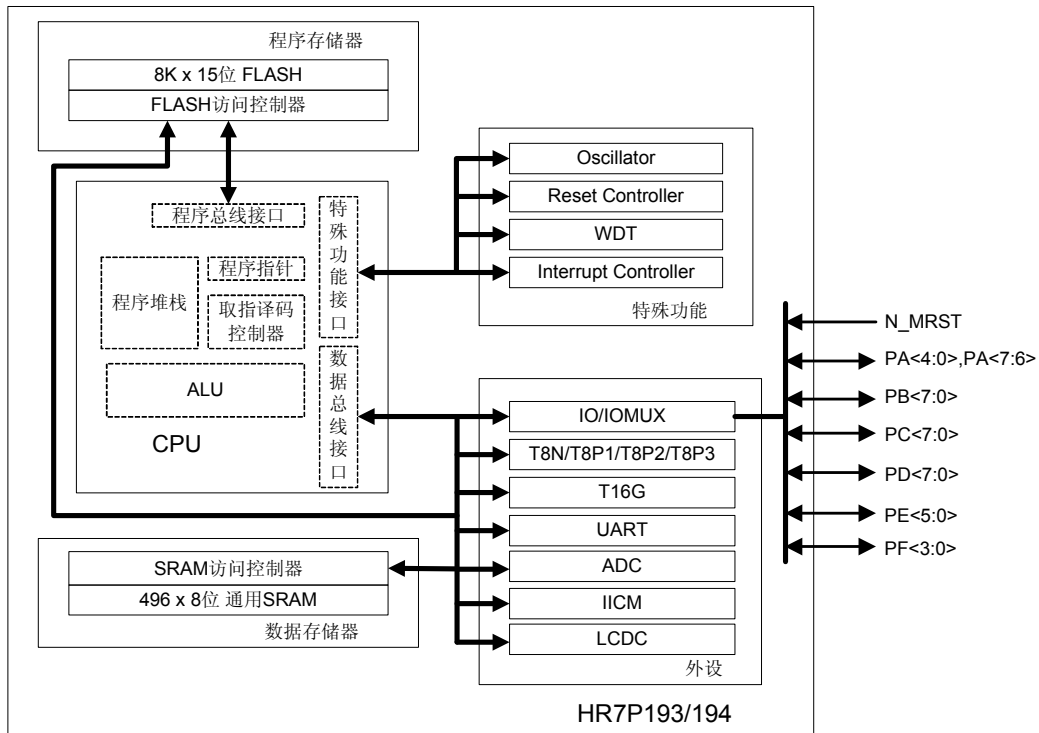 程序存储器
8K x 15位 FLASH
FLASH访问控制器
程序总线接口
特殊功能接口
程序堆栈
程序指针
取指译码
控制器
ALU
数据总线接口
CPU
SRAM访问控制器
496 x 8位 通用SRAM
数据存储器
Oscillator
Reset Controller
WDT
Interrupt Controller
特殊功能
IO/IOMUX
T8N/T8P1/T8P2/T8P3
T16G
UART
ADC
IICM
LCDC
外设
N_MRST
PA<4:0>,PA<7:6>
PB<7:0>
PC<7:0>
PD<7:0>
PE<5:0>
PF<3:0>
HR7P193/194